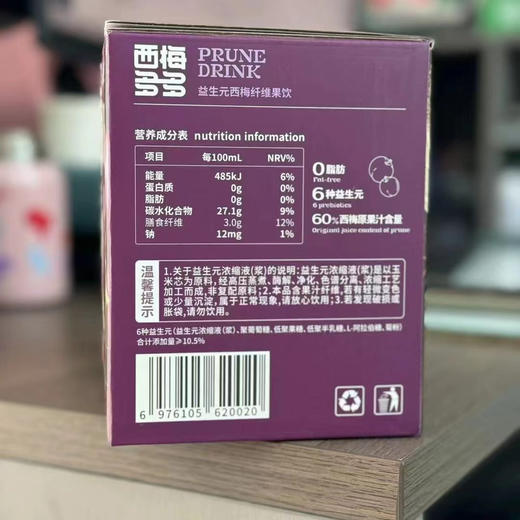 西梅
多多
PRUNE
DRINK
益生元西梅纤维果饮
营养成分表 nutrition information
项目 每100mL NRV%
能量 485kJ 6%
蛋白质 0g 0%
脂肪 0g 0%
碳水化合物 27.1g 9%
膳食纤维 3.0g 12%
钠 12mg 1%
0脂肪
Fat-free
6种益生元
6 prebiotics
60%西梅原果汁含量
Original juice content of prune
温馨提示
1.关于益生元浓缩液(浆)的说明:益生元浓缩液(浆)是以玉
米芯为原料,经高压蒸煮、酶解、净化、色谱分离、浓缩工艺
加工而成,非复配原料;2.本品含果汁纤维,若有轻微变色
或少量沉淀,属于正常现象,请放心饮用;3.若发现破损或
胀袋,请勿饮用。
6种益生元(益生元浓缩液(浆)、聚葡萄糖、低聚果糖、低聚半乳糖、L-阿拉伯糖、菊粉)
合计添加量≥10.5%
6 976105 620020